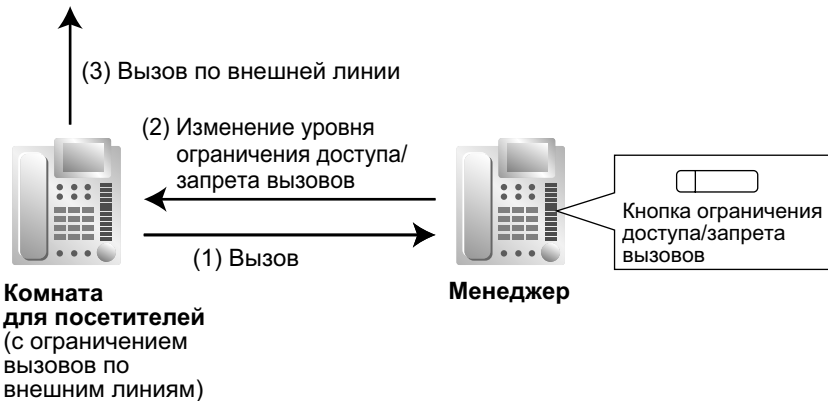 (3) Вызов по внешней линии
(2) Изменение уровня
ограничения доступа/
запрета вызовов
(1) Вызов
Кнопка ограничения
доступа/запрета
вызовов
Комната
для посетителей
(с ограничением
вызовов по
внешним линиям)
Менеджер